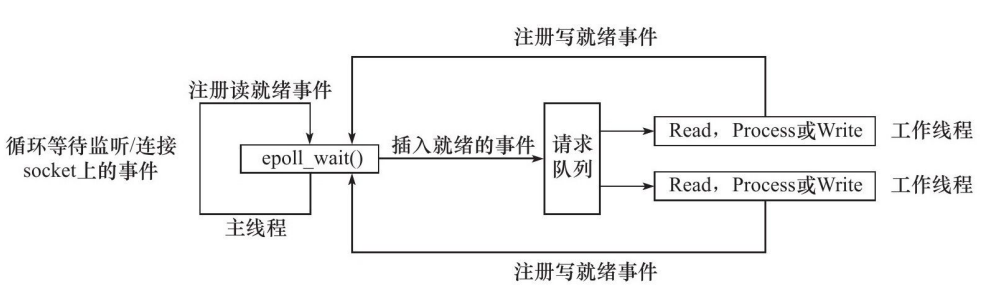 注册写就绪事件
注册读就绪事件
循环等待监听/连接
socket上的事件
epoll_wait()
插入就绪的事件
请求
队列
Read，Process或Write
工作线程
Read，Process或Write
工作线程
主线程
注册写就绪事件